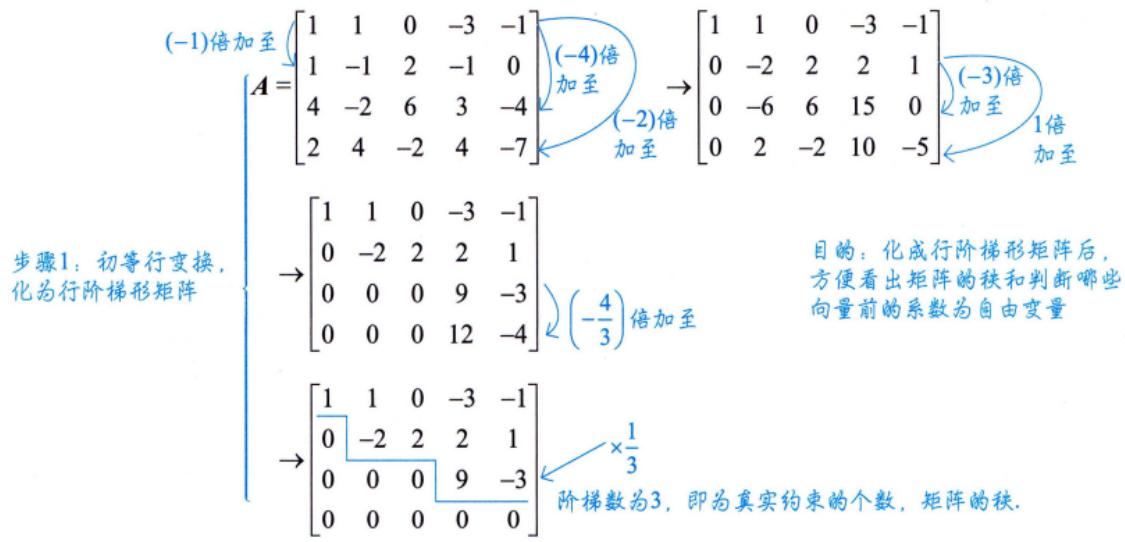 (-1)倍加至
A = [1 1 0 -3 -1
1 -1 2 -1 0
4 -2 6 3 -4
2 4 -2 4 -7]
(-4)倍
加至
(-2)倍
加至
→ [1 1 0 -3 -1
0 -2 2 2 1
0 -6 6 15 0
0 2 -2 10 -5]
(-3)倍
加至
1倍
加至
步骤1：初等行变换，
化为行阶梯形矩阵
→ [1 1 0 -3 -1
0 -2 2 2 1
0 0 0 9 -3
0 0 0 12 -4]
(-4/3)倍加至
目的：化成行阶梯形矩阵后，
方便看出矩阵的秩和判断哪些
向量前的系数为自由变量
→ [1 1 0 -3 -1
0 -2 2 2 1
0 0 0 9 -3
0 0 0 0 0]
×1/3
阶梯数为3，即为真实约束的个数，矩阵的秩.